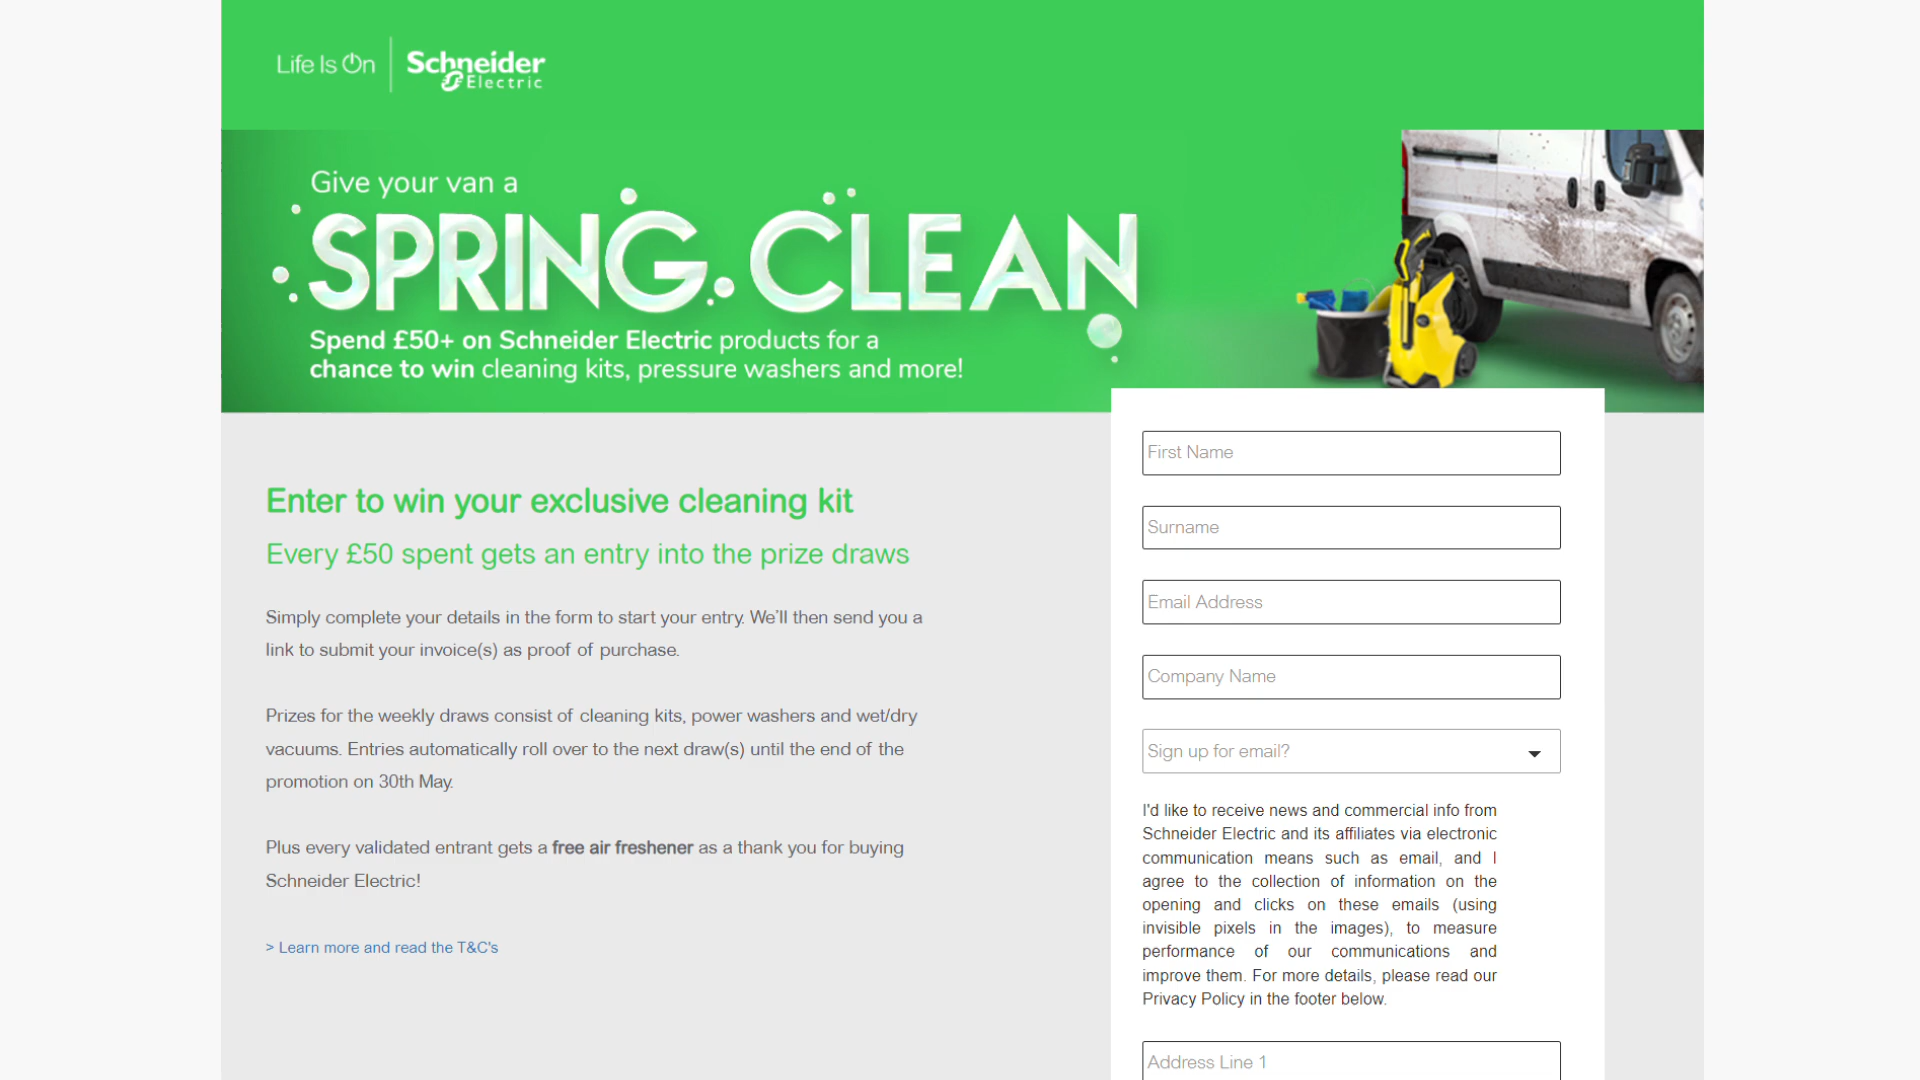 Life Is On
Schneider
Electric
Give your van a
SPRING CLEAN
Spend £50+ on Schneider Electric products for a
chance to win cleaning kits, pressure washers and more!
Enter to win your exclusive cleaning kit
Every £50 spent gets an entry into the prize draws
Simply complete your details in the form to start your entry. We'll then send you a
link to submit your invoice(s) as proof of purchase.
Prizes for the weekly draws consist of cleaning kits, power washers and wet/dry
vacuums. Entries automatically roll over to the next draw(s) until the end of the
promotion on 30th May.
Plus every validated entrant gets a free air freshener as a thank you for buying
Schneider Electric!
> Learn more and read the T&C's
First Name
Surname
Email Address
Company Name
Sign up for email?
I'd like to receive news and commercial info from
Schneider Electric and its affiliates via electronic
communication means such as email, and I
agree to the collection of information on the
opening and clicks on these emails (using
invisible pixels in the images), to measure
performance of our communications and
improve them. For more details, please read our
Privacy Policy in the footer below.
Address Line 1